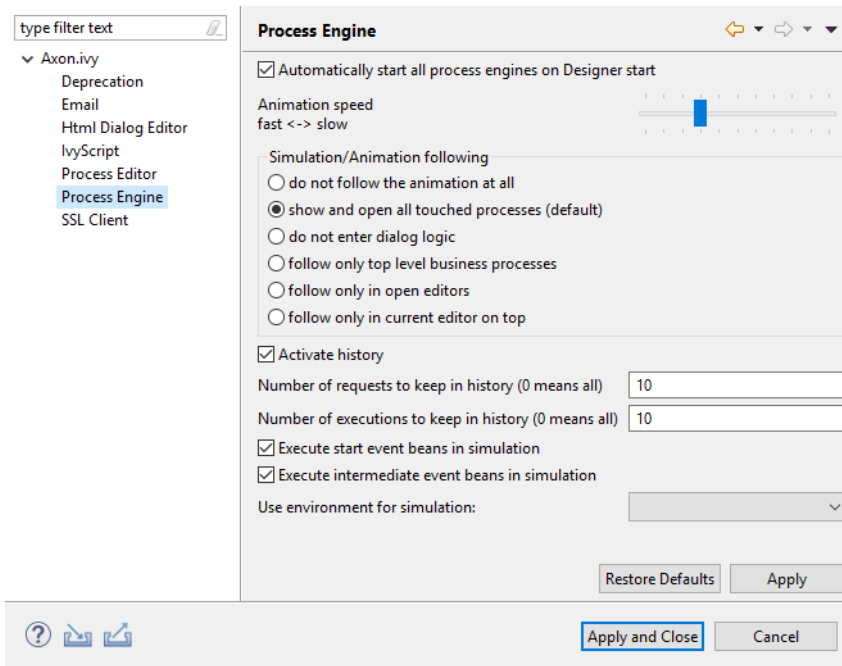 type filter text
Axon.ivy
Deprecation
Email
Html Dialog Editor
IvyScript
Process Editor
Process Engine
SSL Client
Process Engine
Automatically start all process engines on Designer start
Animation speed
fast <-> slow
Simulation/Animation following
do not follow the animation at all
show and open all touched processes (default)
do not enter dialog logic
follow only top level business processes
follow only in open editors
follow only in current editor on top
Activate history
Number of requests to keep in history (0 means all) 10
Number of executions to keep in history (0 means all) 10
Execute start event beans in simulation
Execute intermediate event beans in simulation
Use environment for simulation:
Restore Defaults Apply
? Apply and Close Cancel